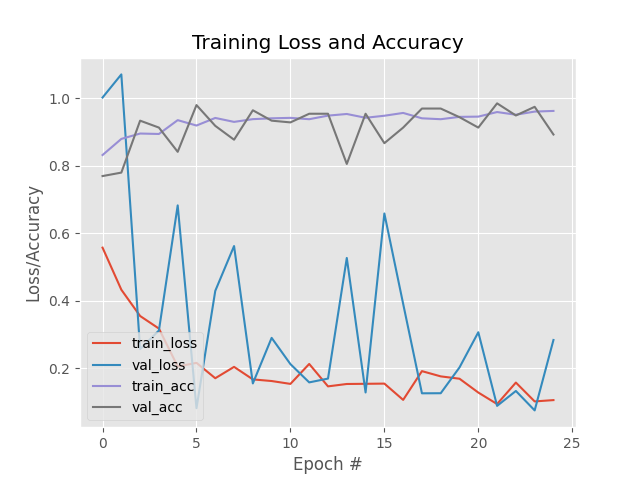 Training Loss and Accuracy
Loss/Accuracy
1.0
0.8
0.6
0.4
0.2
train_loss
val_loss
train_acc
val_acc
0 5 10 15 20 25
Epoch #